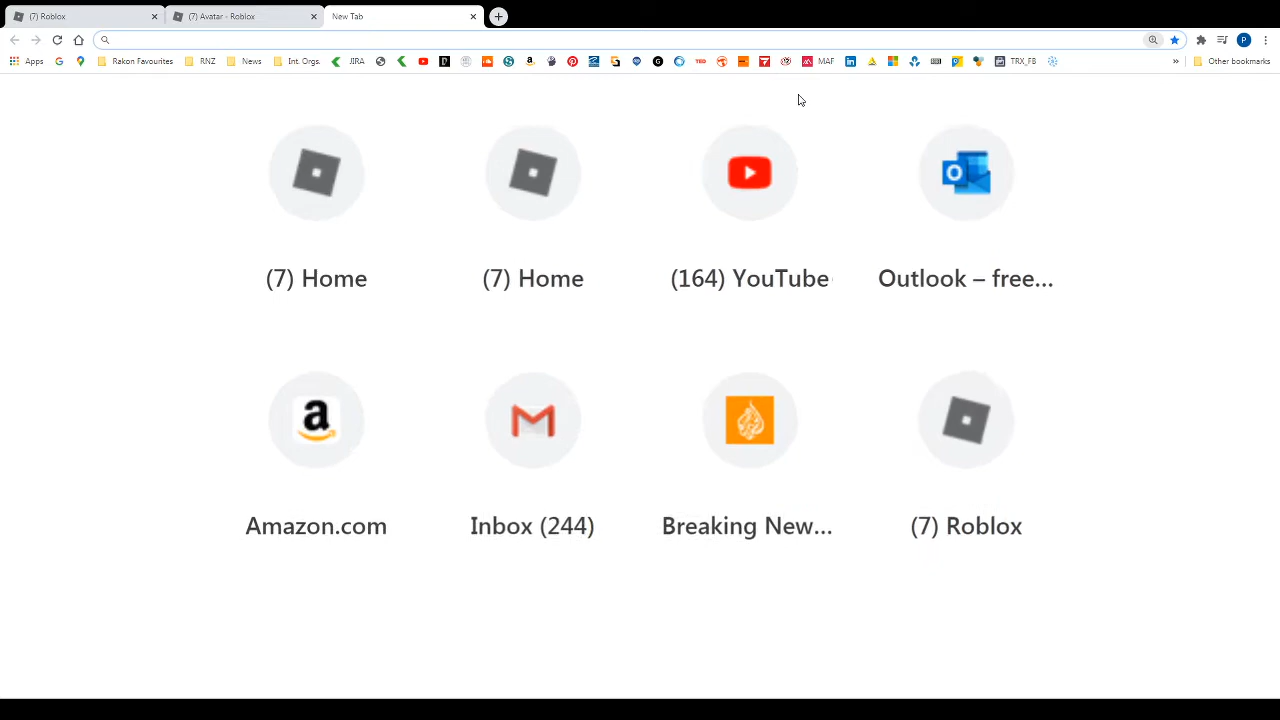 (7) Roblox
(7) Avatar - Roblox
New Tab
P
Apps
Rakon Favourites
RNZ
News
Int. Orgs.
JIRA
TED
MAF
TRX_FB
Other bookmarks
(7) Home
(7) Home
(164) YouTube
Outlook – free...
Amazon.com
Inbox (244)
Breaking New...
(7) Roblox